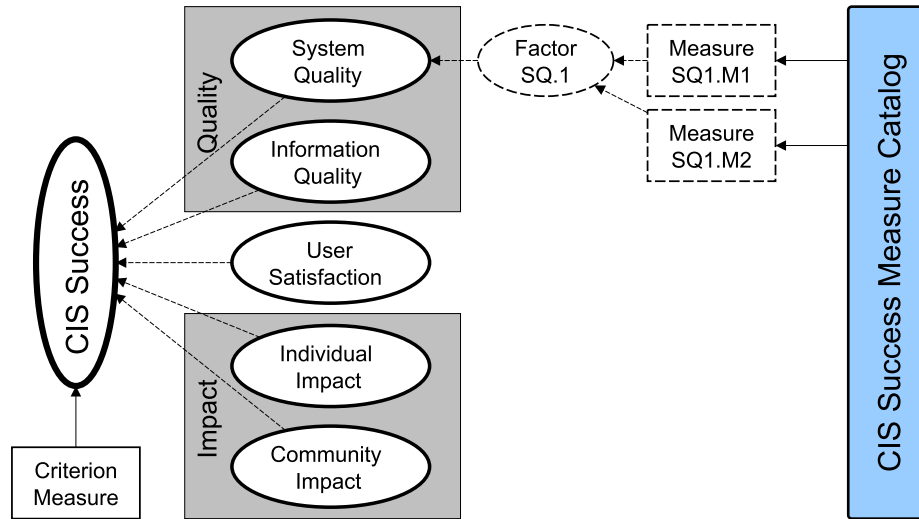 System
Quality
Factor
SQ.1
Measure
SQ1.M1
Measure
SQ1.M2
Quality
Information
Quality
CIS Success
User
Satisfaction
Individual
Impact
Impact
Community
Impact
Criterion
Measure
CIS Success Measure Catalog